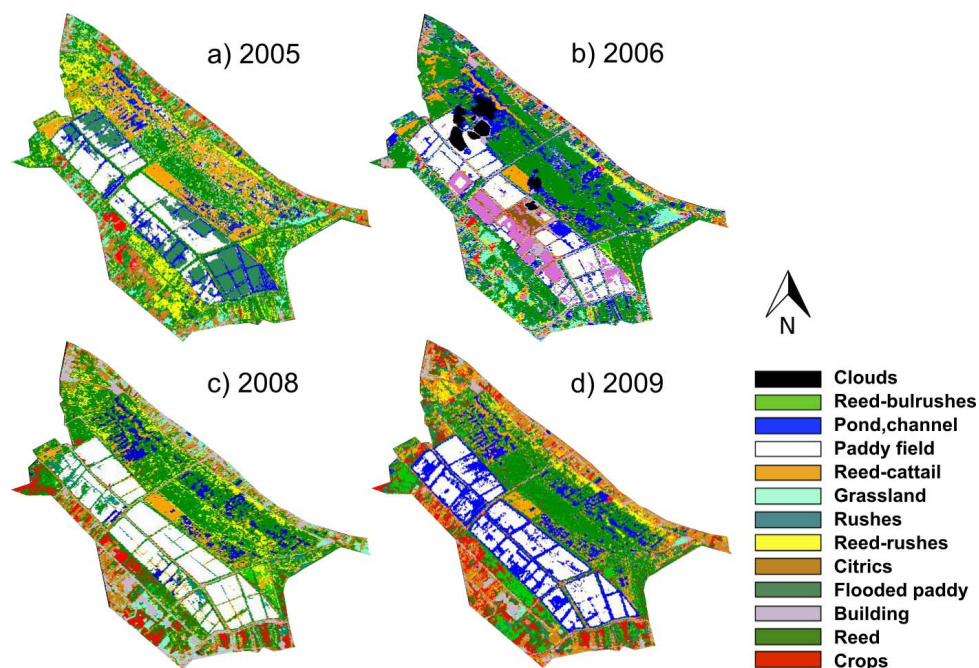 a) 2005
b) 2006
N
c) 2008
d) 2009
Clouds
Reed-bulrushes
Pond,channel
Paddy field
Reed-cattail
Grassland
Rushes
Reed-rushes
Citrics
Flooded paddy
Building
Reed
Crops